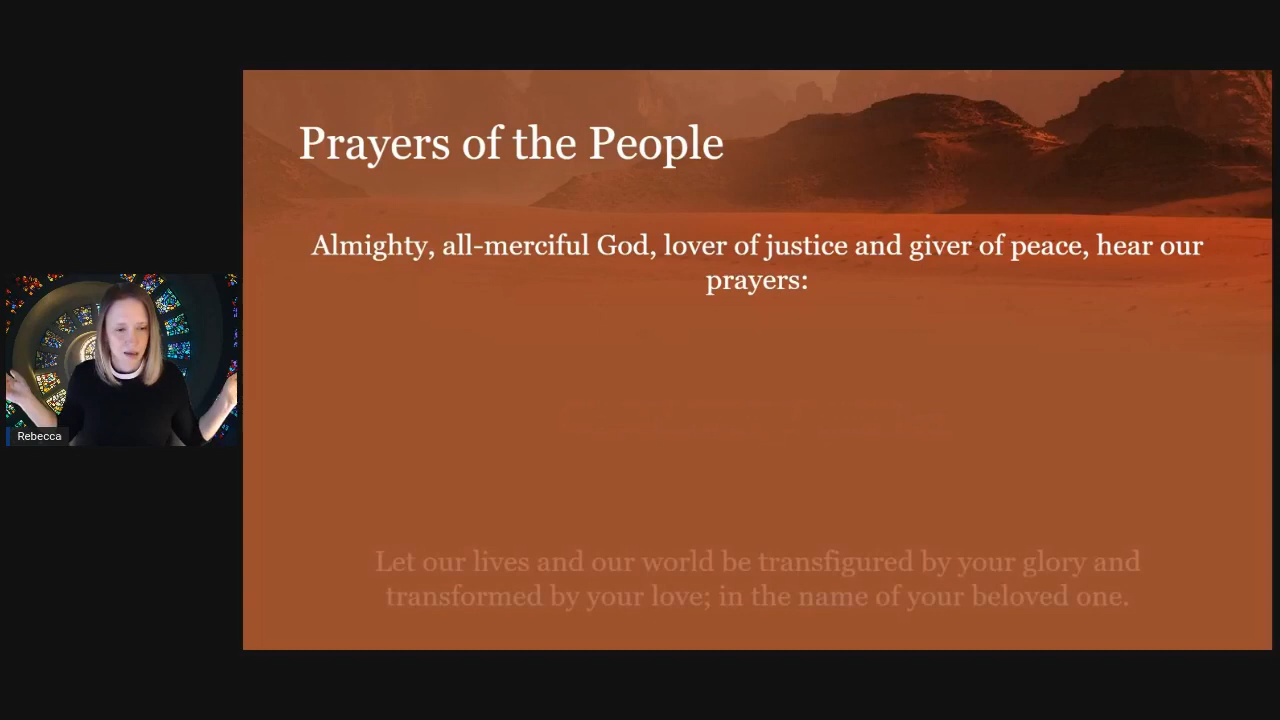 Prayers of the People
Almighty, all-merciful God, lover of justice and giver of peace, hear our
prayers:
Let our lives and our world be transfigured by your glory and
transformed by your love; in the name of your beloved one.
Rebecca